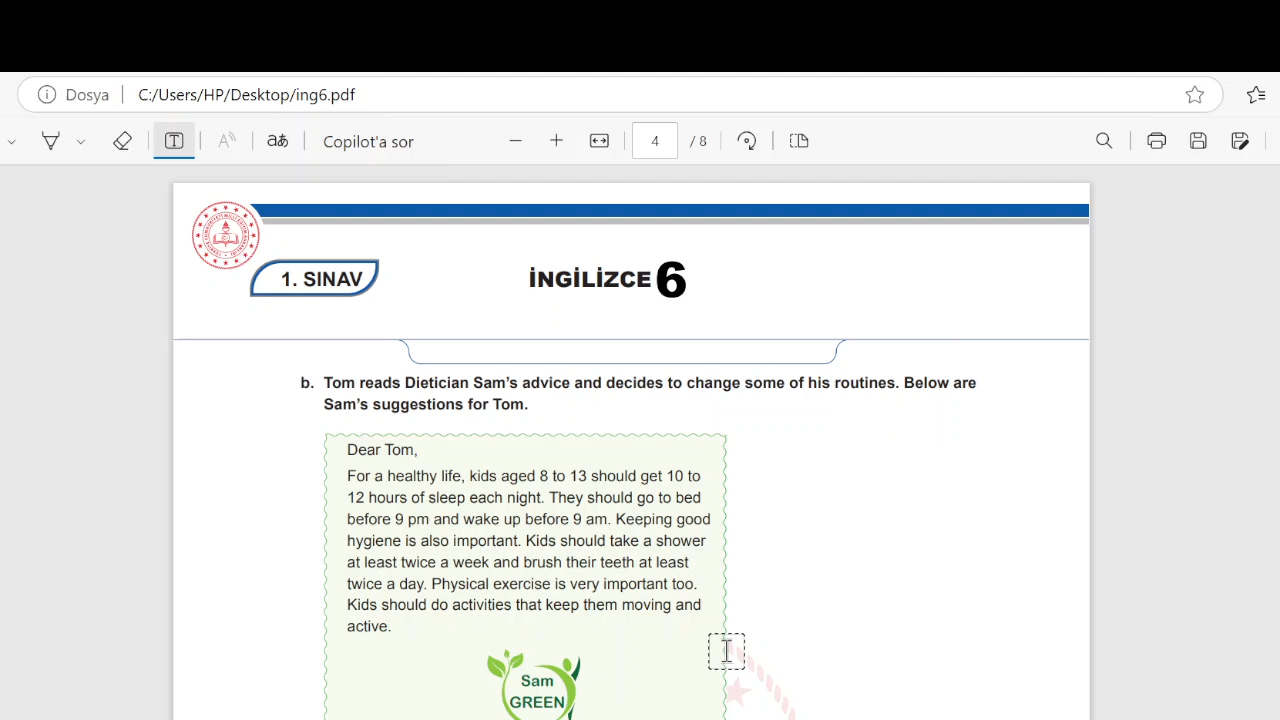 Dosya C:/Users/HP/Desktop/ing6.pdf
aあ Copilot'a sor 4 / 8
1. SINAV
İNGİLİZCE 6
b. Tom reads Dietician Sam's advice and decides to change some of his routines. Below are
Sam's suggestions for Tom.
Dear Tom,
For a healthy life, kids aged 8 to 13 should get 10 to
12 hours of sleep each night. They should go to bed
before 9 pm and wake up before 9 am. Keeping good
hygiene is also important. Kids should take a shower
at least twice a week and brush their teeth at least
twice a day. Physical exercise is very important too.
Kids should do activities that keep them moving and
active.
Sam
GREEN